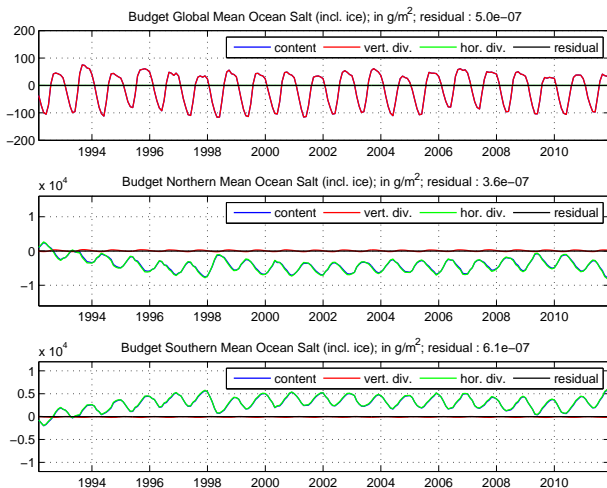 Budget Global Mean Ocean Salt (incl. ice); in g/m²; residual : 5.0e-07
200
100
0
-100
-200
content vert. div. hor. div. residual
1994 1996 1998 2000 2002 2004 2006 2008 2010
x 10⁴
Budget Northern Mean Ocean Salt (incl. ice); in g/m²; residual : 3.6e-07
1
0
-1
content vert. div. hor. div. residual
1994 1996 1998 2000 2002 2004 2006 2008 2010
x 10⁴
Budget Southern Mean Ocean Salt (incl. ice); in g/m²; residual : 6.1e-07
1
0.5
0
-0.5
-1
content vert. div. hor. div. residual
1994 1996 1998 2000 2002 2004 2006 2008 2010